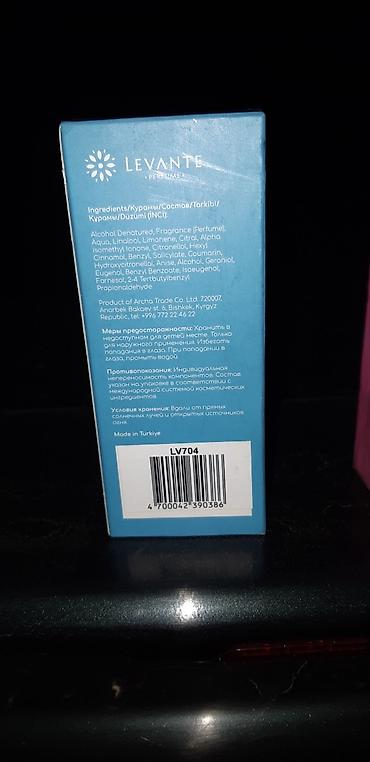 LEVANTE
• PERFUME •
Ingredients/Курамы/Состав/Tarkibi/
Құрамы/Düzümi (INCI):
Alcohol Denatured, Fragrance (Perfume),
Aqua, Linalool, Limonene, Citral, Alpha
Isomethyl Ionone, Citronellol, Hexyl
Cinnamal, Benzyl, Salicylate, Coumarin,
Hydroxycitronellal, Anise, Alcohol, Geraniol,
Eugenol, Benzyl Benzoate, Isoeugenol,
Farnesol, 2-4 Tertbutylbenzyl
Propionaldehyde
Product of Archa Trade Co. Ltd. 720007,
Anarbek Bakaev st. 6, Bishkek, Kyrgyz
Republic, tel: +996 772 22 46 22
Меры предосторожности: Хранить в
недоступном для детей месте. Только
для наружного применения. Избегать
попадания в глаза. При попадании в
глаза, промыть водой.
Противопоказание: Индивидуальная
непереносимость компонентов. Состав
указан на упаковке в соответствии с
международной системой косметических
ингредиентов.
Условия хранения: Вдали от прямых
солнечных лучей и открытых источников
огня.
Made in Türkiye
LV704
4 700042 390386